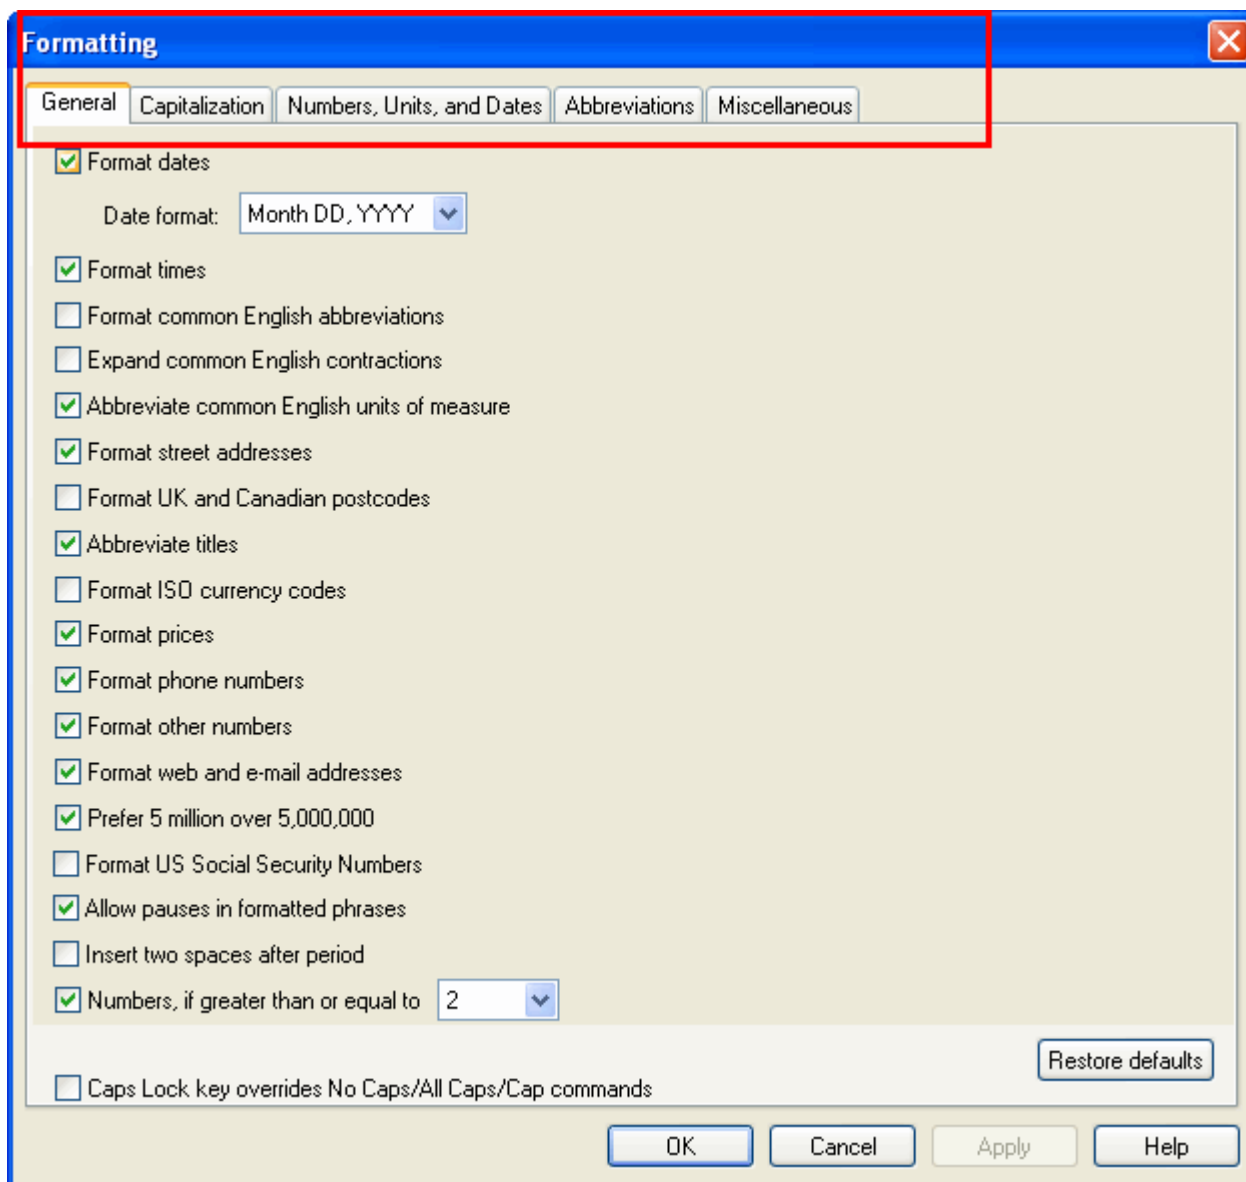 Formatting
General Capitalization Numbers, Units, and Dates Abbreviations Miscellaneous
Format dates
Date format: Month DD, YYYY
Format times
Format common English abbreviations
Expand common English contractions
Abbreviate common English units of measure
Format street addresses
Format UK and Canadian postcodes
Abbreviate titles
Format ISO currency codes
Format prices
Format phone numbers
Format other numbers
Format web and e-mail addresses
Prefer 5 million over 5,000,000
Format US Social Security Numbers
Allow pauses in formatted phrases
Insert two spaces after period
Numbers, if greater than or equal to 2
Restore defaults
Caps Lock key overrides No Caps/All Caps/Cap commands
OK Cancel Apply Help